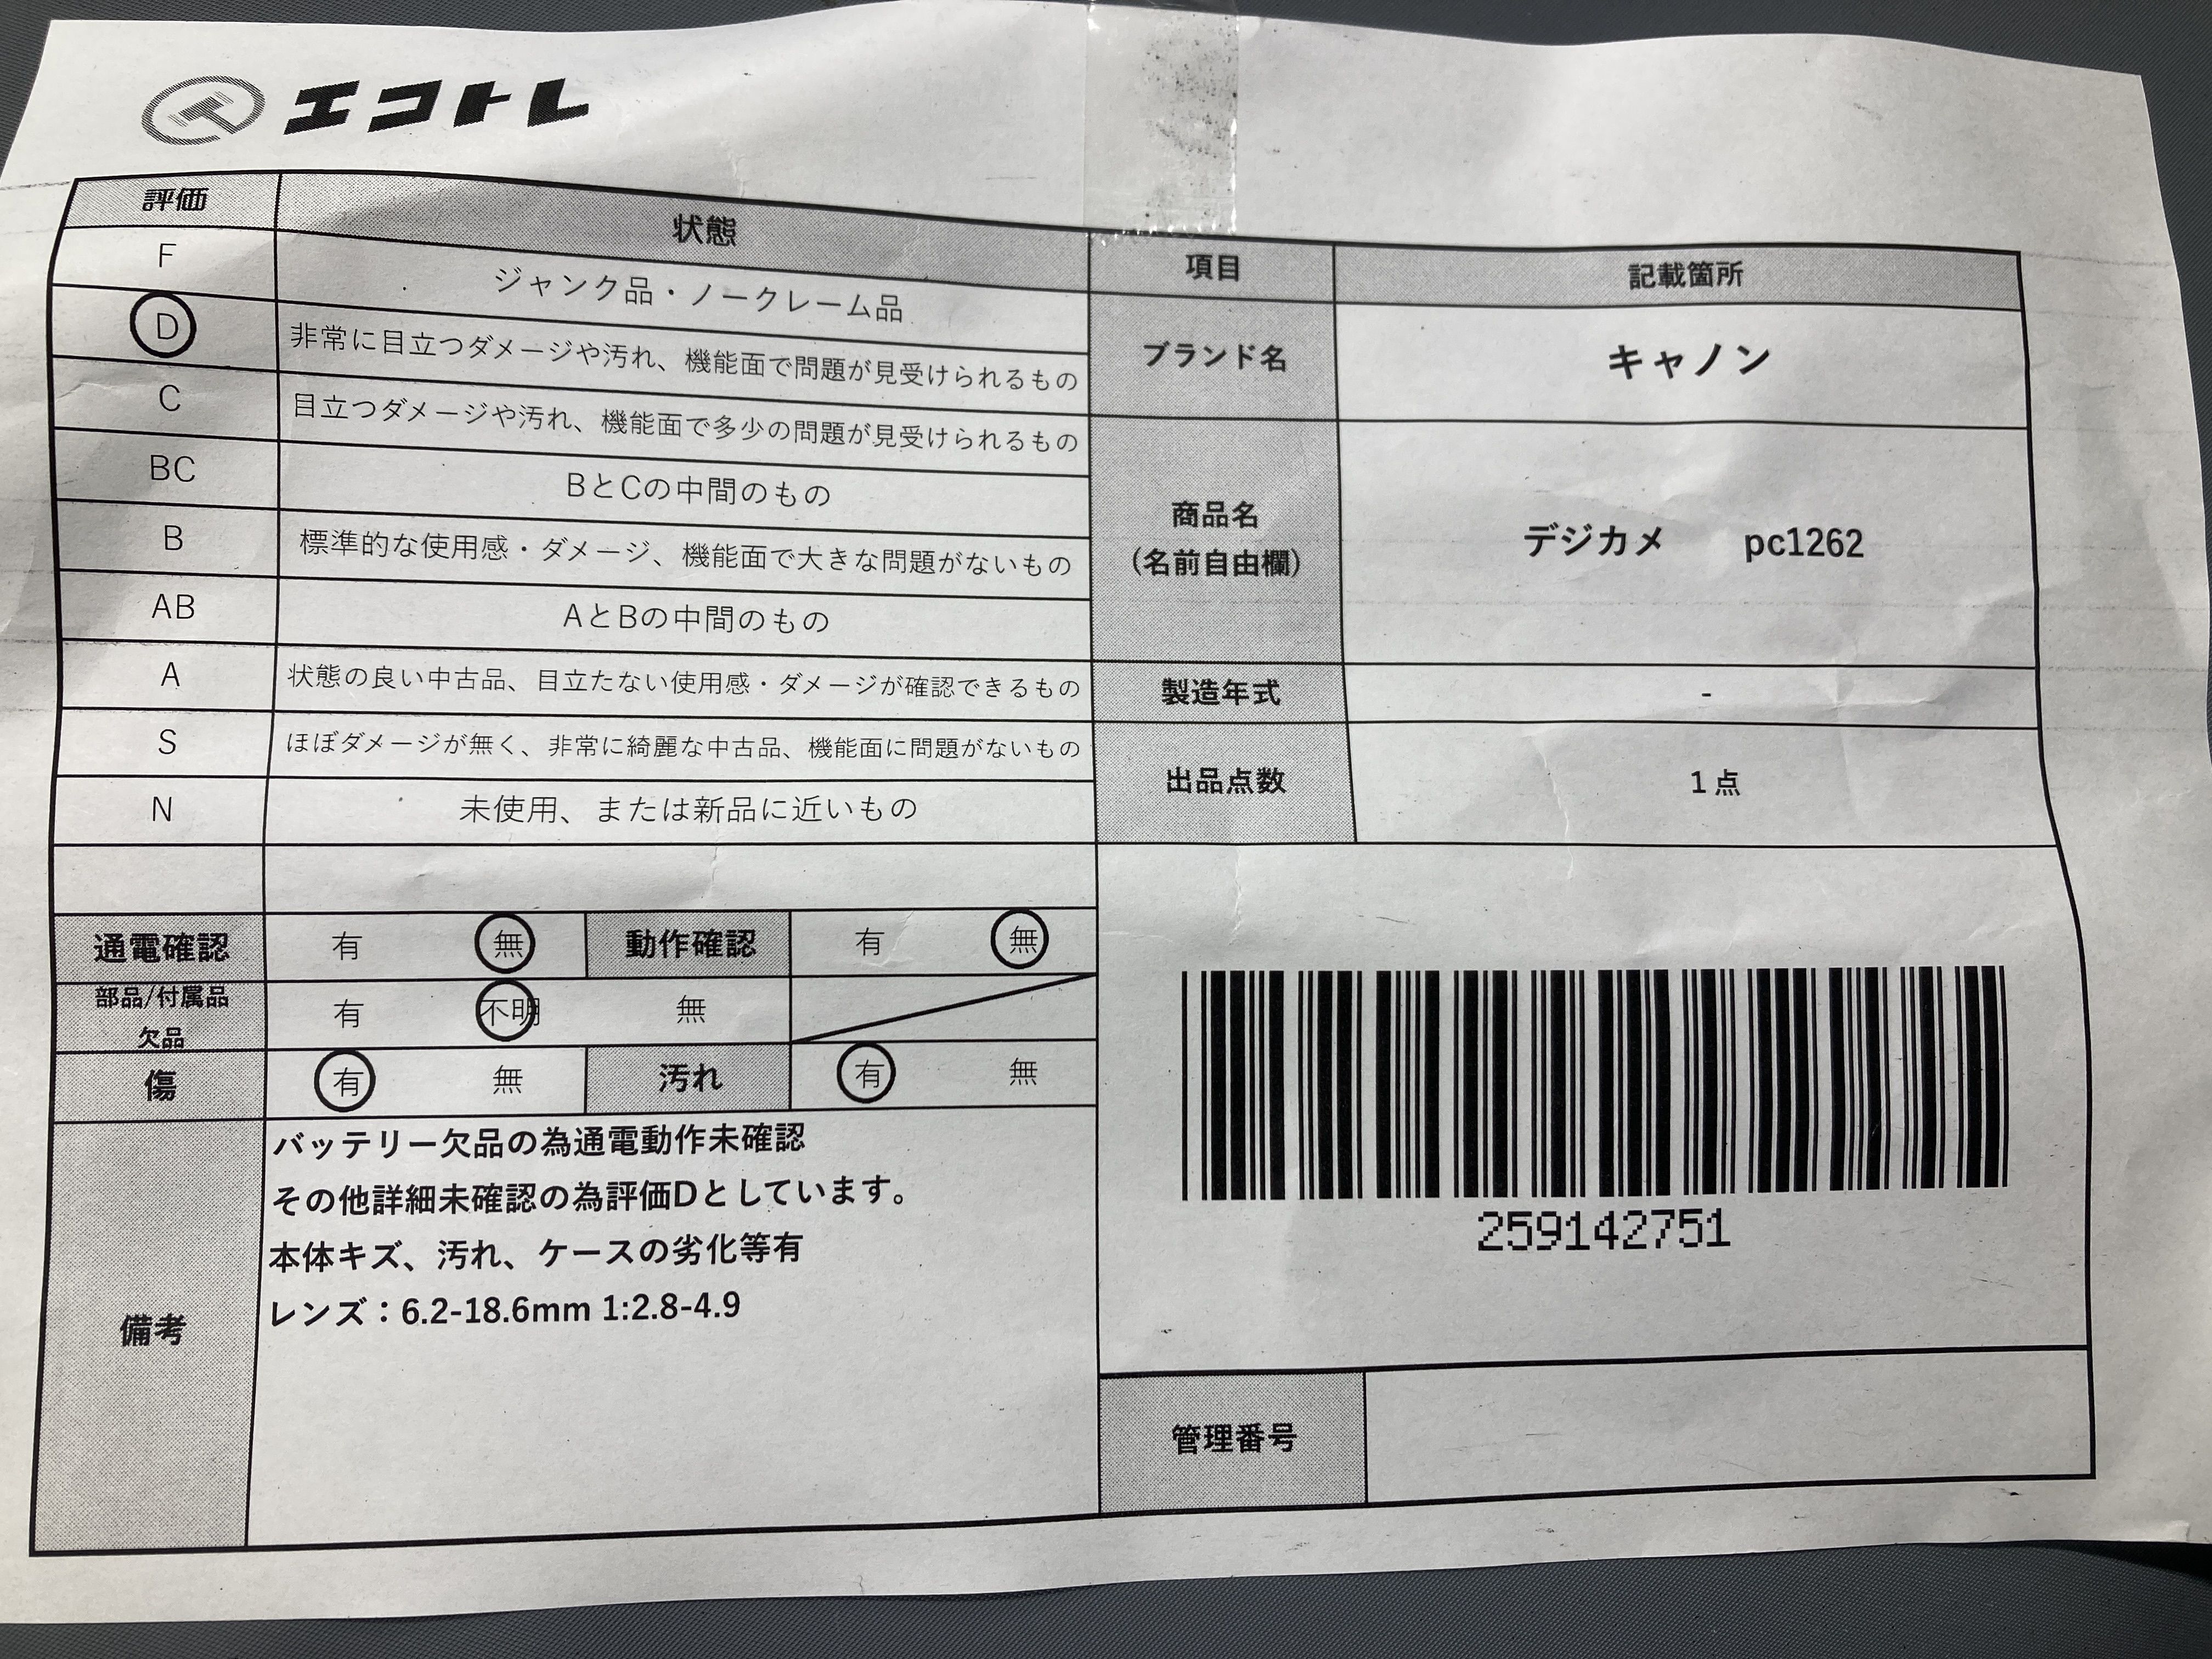 エコトレ
評価 状態
F ジャンク品・ノークレーム品
D 非常に目立つダメージや汚れ、機能面で問題が見受けられるもの
C 目立つダメージや汚れ、機能面で多少の問題が見受けられるもの
BC BとCの中間のもの
B 標準的な使用感・ダメージ、機能面で大きな問題がないもの
AB AとBの中間のもの
A 状態の良い中古品、目立たない使用感・ダメージが確認できるもの
S ほぼダメージが無く、非常に綺麗な中古品、機能面に問題がないもの
N 未使用、または新品に近いもの
通電確認 有 無 動作確認 有 無
部品/付属品
欠品 有 不明 無
傷 有 無 汚れ 有 無
備考
バッテリー欠品の為通電動作未確認
その他詳細未確認の為評価Dとしています。
本体キズ、汚れ、ケースの劣化等有
レンズ：6.2-18.6mm 1:2.8-4.9
項目 記載箇所
ブランド名 キャノン
商品名
(名前自由欄) デジカメ pc1262
製造年式 -
出品点数 1点
259142751
管理番号